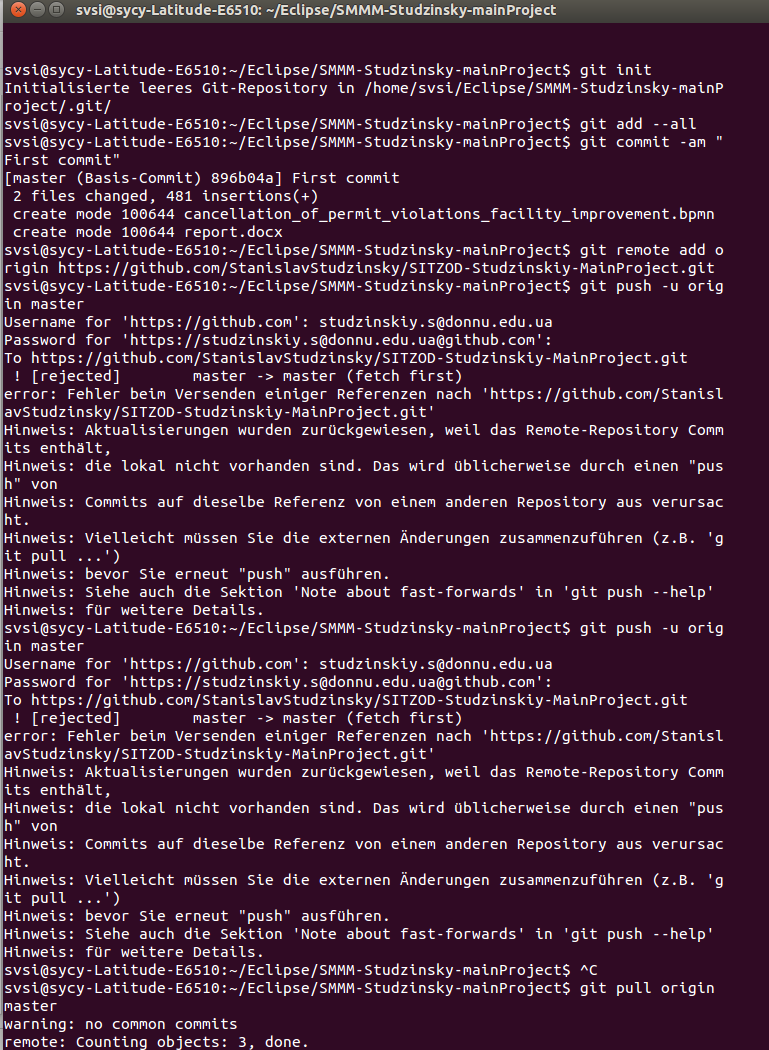 svsi@sycy-Latitude-E6510: ~/Eclipse/SMMM-Studzinsky-mainProject
svsi@sycy-Latitude-E6510:~/Eclipse/SMMM-Studzinsky-mainProject$ git init
Initialisierte leeres Git-Repository in /home/svsi/Eclipse/SMMM-Studzinsky-mainP
roject/.git/
svsi@sycy-Latitude-E6510:~/Eclipse/SMMM-Studzinsky-mainProject$ git add --all
svsi@sycy-Latitude-E6510:~/Eclipse/SMMM-Studzinsky-mainProject$ git commit -am "
First commit"
[master (Basis-Commit) 896b04a] First commit
 2 files changed, 481 insertions(+)
 create mode 100644 cancellation_of_permit_violations_facility_improvement.bpmn
 create mode 100644 report.docx
svsi@sycy-Latitude-E6510:~/Eclipse/SMMM-Studzinsky-mainProject$ git remote add o
rigin https://github.com/StanislavStudzinsky/SITZOD-Studzinskiy-MainProject.git
svsi@sycy-Latitude-E6510:~/Eclipse/SMMM-Studzinsky-mainProject$ git push -u orig
in master
Username for 'https://github.com': studzinskiy.s@donnu.edu.ua
Password for 'https://studzinskiy.s@donnu.edu.ua@github.com':
To https://github.com/StanislavStudzinsky/SITZOD-Studzinskiy-MainProject.git
 ! [rejected]        master -> master (fetch first)
error: Fehler beim Versenden einiger Referenzen nach 'https://github.com/Stanisl
avStudzinsky/SITZOD-Studzinskiy-MainProject.git'
Hinweis: Aktualisierungen wurden zurückgewiesen, weil das Remote-Repository Comm
its enthält,
Hinweis: die lokal nicht vorhanden sind. Das wird üblicherweise durch einen "pus
h" von
Hinweis: Commits auf dieselbe Referenz von einem anderen Repository aus verursac
ht.
Hinweis: Vielleicht müssen Sie die externen Änderungen zusammenzuführen (z.B. 'g
it pull ...')
Hinweis: bevor Sie erneut "push" ausführen.
Hinweis: Siehe auch die Sektion 'Note about fast-forwards' in 'git push --help'
Hinweis: für weitere Details.
svsi@sycy-Latitude-E6510:~/Eclipse/SMMM-Studzinsky-mainProject$ git push -u orig
in master
Username for 'https://github.com': studzinskiy.s@donnu.edu.ua
Password for 'https://studzinskiy.s@donnu.edu.ua@github.com':
To https://github.com/StanislavStudzinsky/SITZOD-Studzinskiy-MainProject.git
 ! [rejected]        master -> master (fetch first)
error: Fehler beim Versenden einiger Referenzen nach 'https://github.com/Stanisl
avStudzinsky/SITZOD-Studzinskiy-MainProject.git'
Hinweis: Aktualisierungen wurden zurückgewiesen, weil das Remote-Repository Comm
its enthält,
Hinweis: die lokal nicht vorhanden sind. Das wird üblicherweise durch einen "pus
h" von
Hinweis: Commits auf dieselbe Referenz von einem anderen Repository aus verursac
ht.
Hinweis: Vielleicht müssen Sie die externen Änderungen zusammenzuführen (z.B. 'g
it pull ...')
Hinweis: bevor Sie erneut "push" ausführen.
Hinweis: Siehe auch die Sektion 'Note about fast-forwards' in 'git push --help'
Hinweis: für weitere Details.
svsi@sycy-Latitude-E6510:~/Eclipse/SMMM-Studzinsky-mainProject$ ^C
svsi@sycy-Latitude-E6510:~/Eclipse/SMMM-Studzinsky-mainProject$ git pull origin
master
warning: no common commits
remote: Counting objects: 3, done.